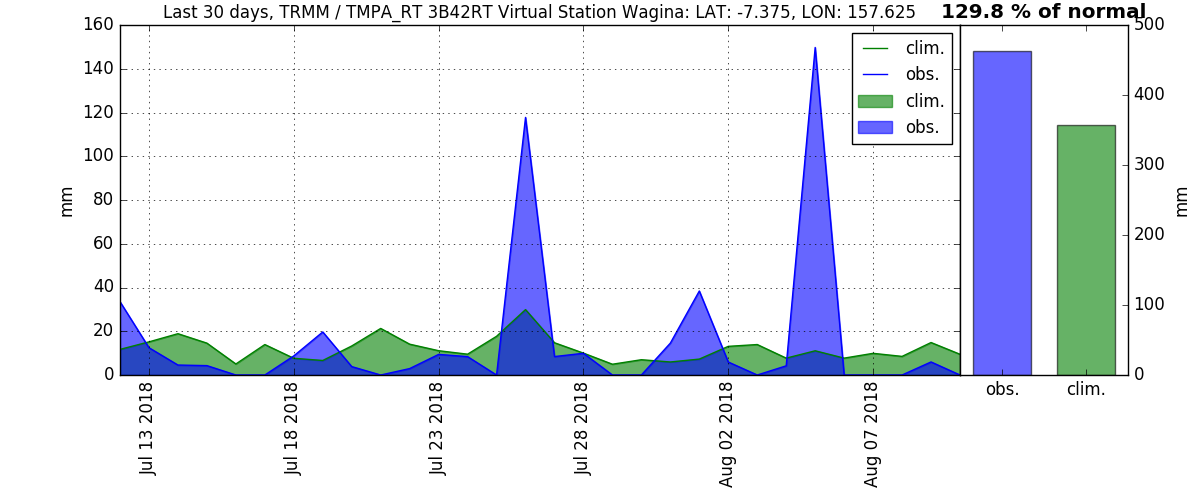 Last 30 days, TRMM / TMPA_RT 3B42RT Virtual Station Wagina: LAT: -7.375, LON: 157.625
129.8 % of normal
160
140
120
100
80
60
40
20
0
mm
clim.
obs.
clim.
obs.
500
400
300
200
100
0
mm
Jul 13 2018
Jul 18 2018
Jul 23 2018
Jul 28 2018
Aug 02 2018
Aug 07 2018
obs.
clim.